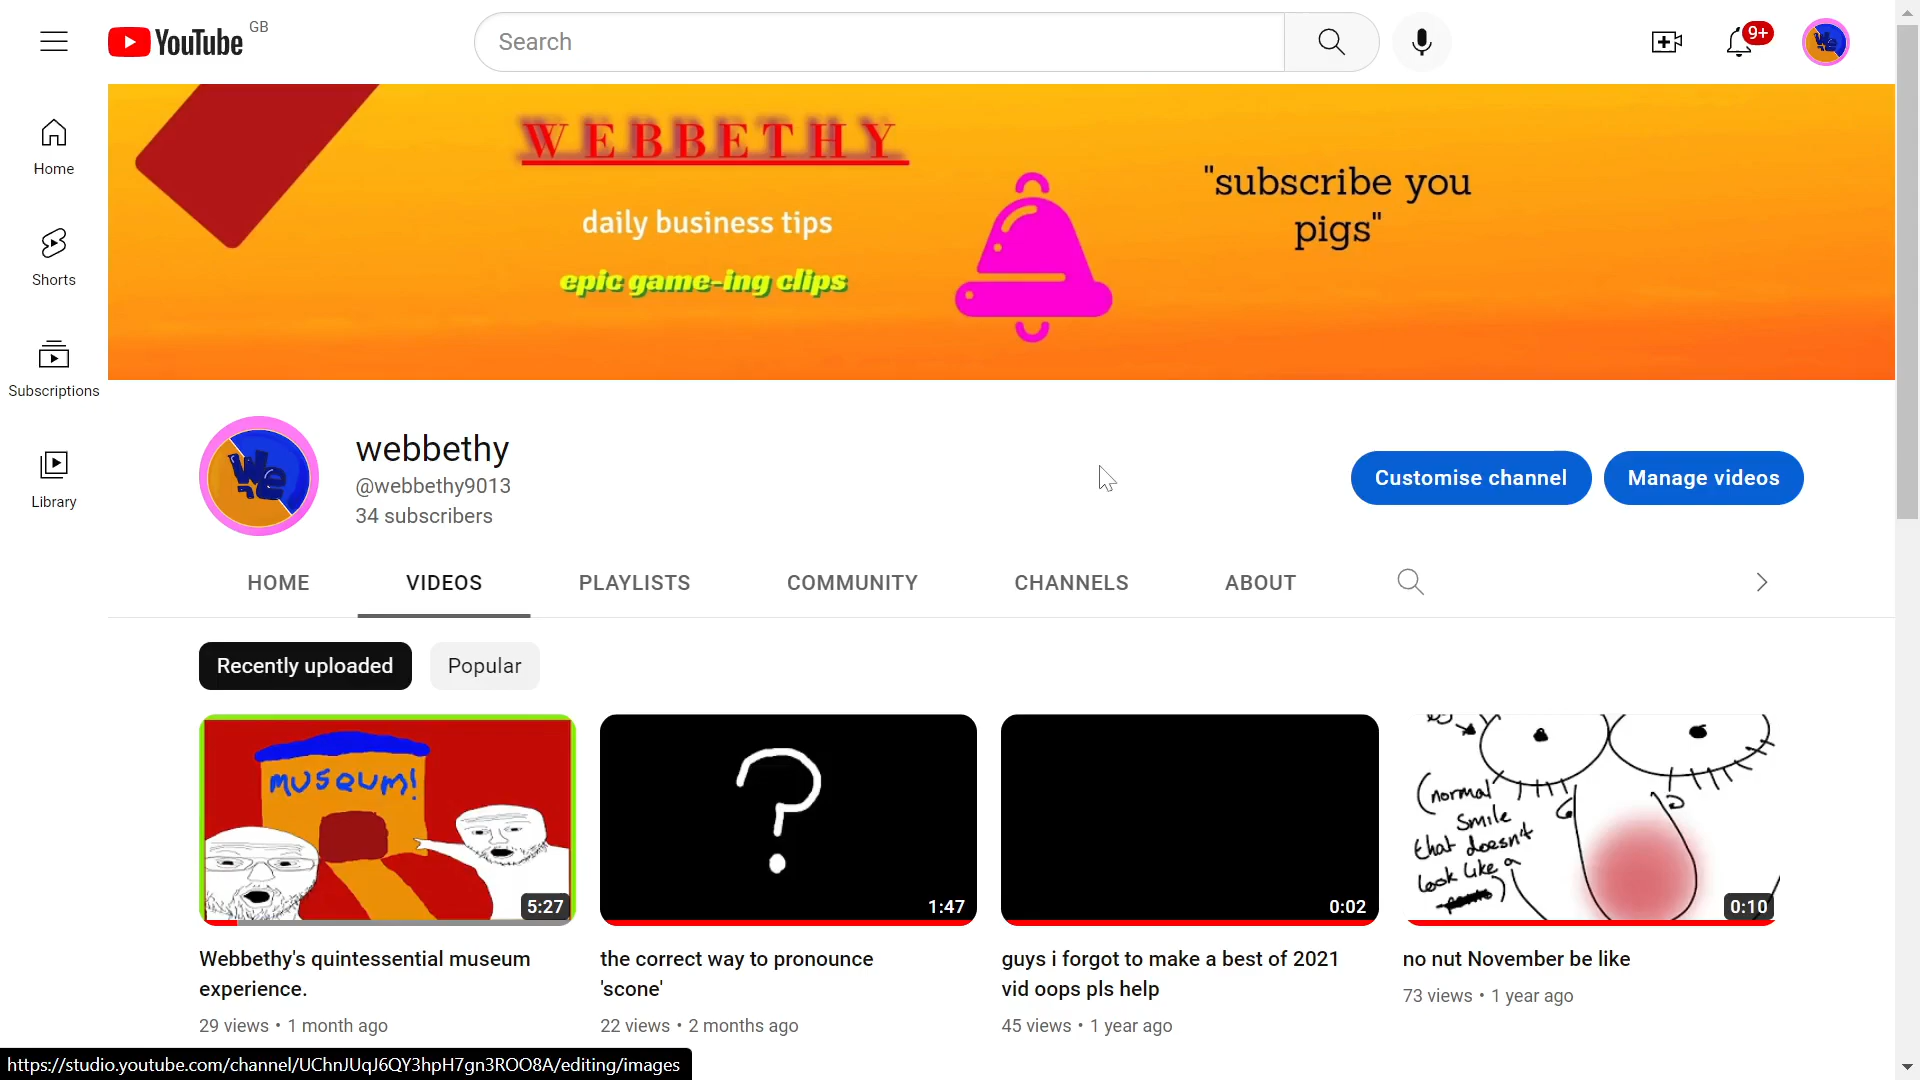 YouTube GB
Search
9+
Home
Shorts
Subscriptions
Library
WEBBETHY
daily business tips
epic game-ing clips
"subscribe you
pigs"
We
webbethy
@webbethy9013
34 subscribers
Customise channel
Manage videos
HOME
VIDEOS
PLAYLISTS
COMMUNITY
CHANNELS
ABOUT
Recently uploaded
Popular
MUSEUM!
5:27
?
1:47
0:02
(normal
smile
that doesn't
look like a
0:10
Webbethy's quintessential museum
experience.
29 views • 1 month ago
the correct way to pronounce
'scone'
22 views • 2 months ago
guys i forgot to make a best of 2021
vid oops pls help
45 views • 1 year ago
no nut November be like
73 views • 1 year ago
https://studio.youtube.com/channel/UChnJUqJ6QY3hpH7gn3ROO8A/editing/images